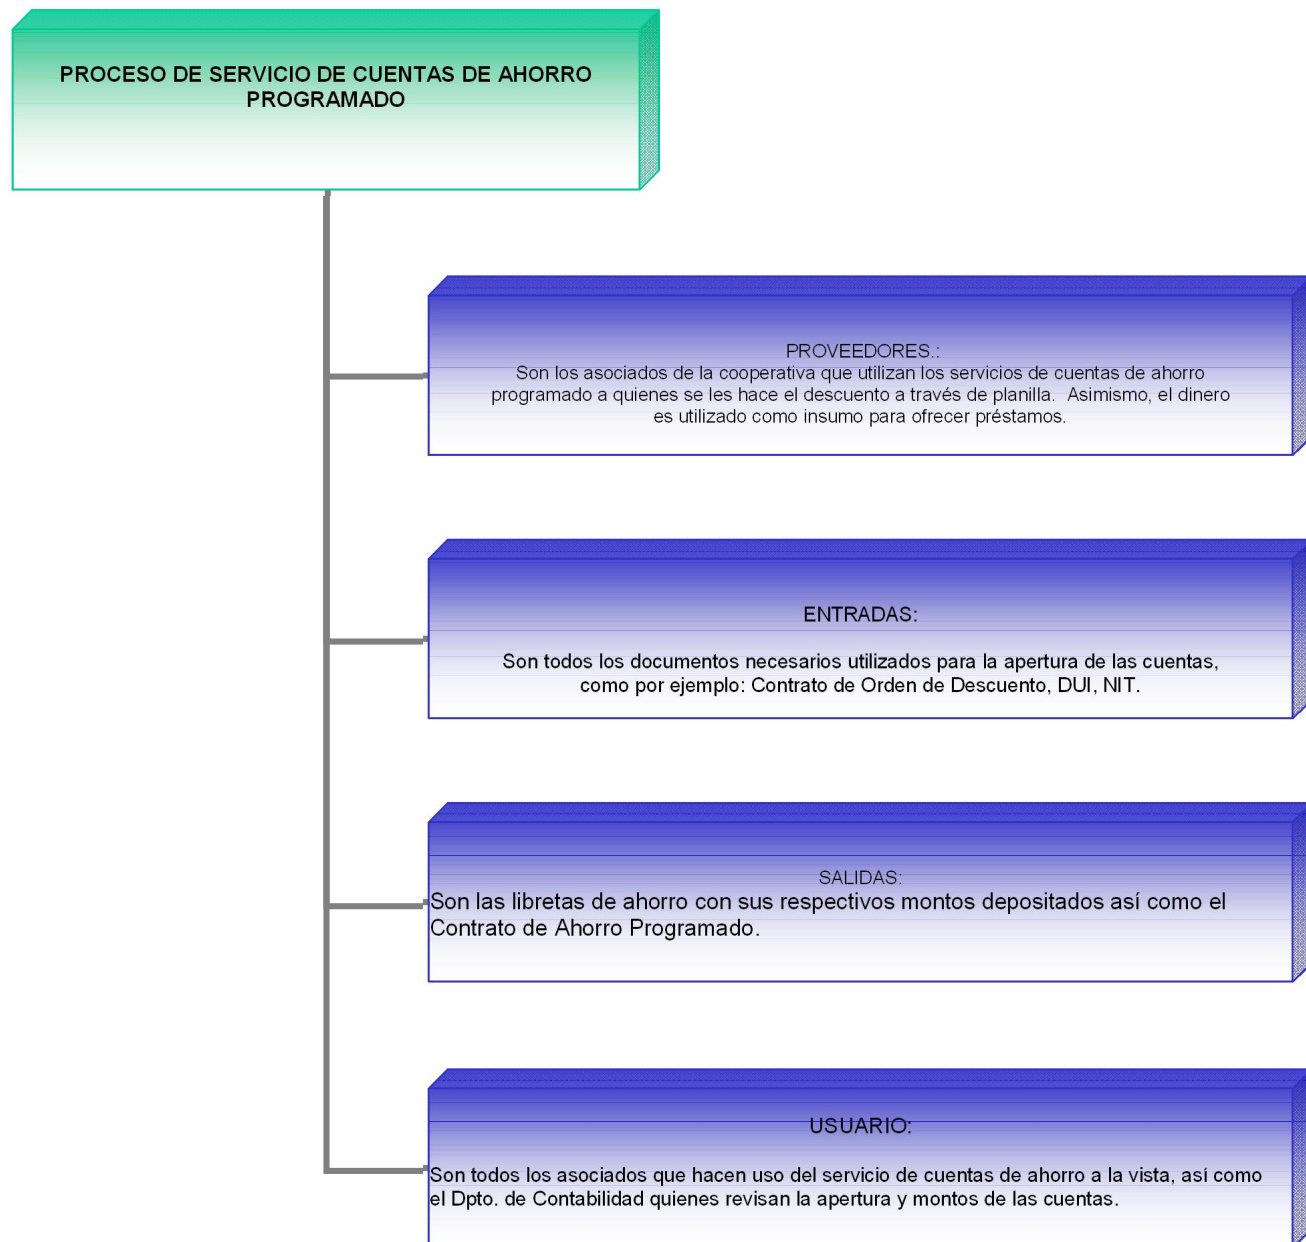 PROCESO DE SERVICIO DE CUENTAS DE AHORRO
PROGRAMADO
PROVEEDORES.:
Son los asociados de la cooperativa que utilizan los servicios de cuentas de ahorro
programado a quienes se les hace el descuento a través de planilla. Asimismo, el dinero
es utilizado como insumo para ofrecer préstamos.
ENTRADAS:
Son todos los documentos necesarios utilizados para la apertura de las cuentas,
como por ejemplo: Contrato de Orden de Descuento, DUI, NIT.
SALIDAS:
Son las libretas de ahorro con sus respectivos montos depositados así como el
Contrato de Ahorro Programado.
USUARIO:
Son todos los asociados que hacen uso del servicio de cuentas de ahorro a la vista, así como
el Dpto. de Contabilidad quienes revisan la apertura y montos de las cuentas.